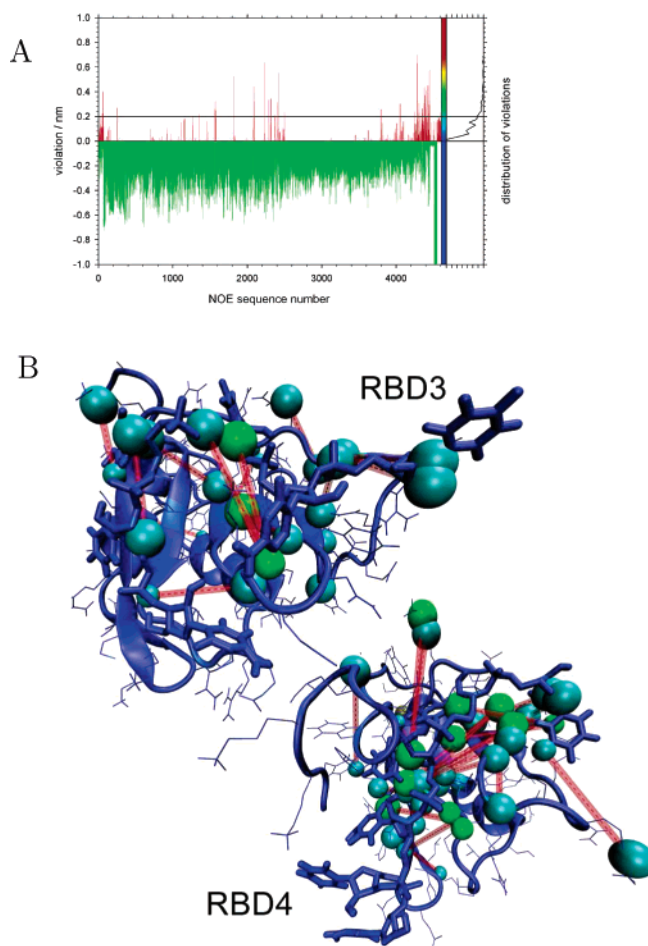 A
1.0
0.8
0.6
0.4
0.2
0.0
-0.2
-0.4
-0.6
-0.8
-1.0
violation / nm
0 1000 2000 3000 4000
NOE sequence number
distribution of violations
B
RBD3
RBD4